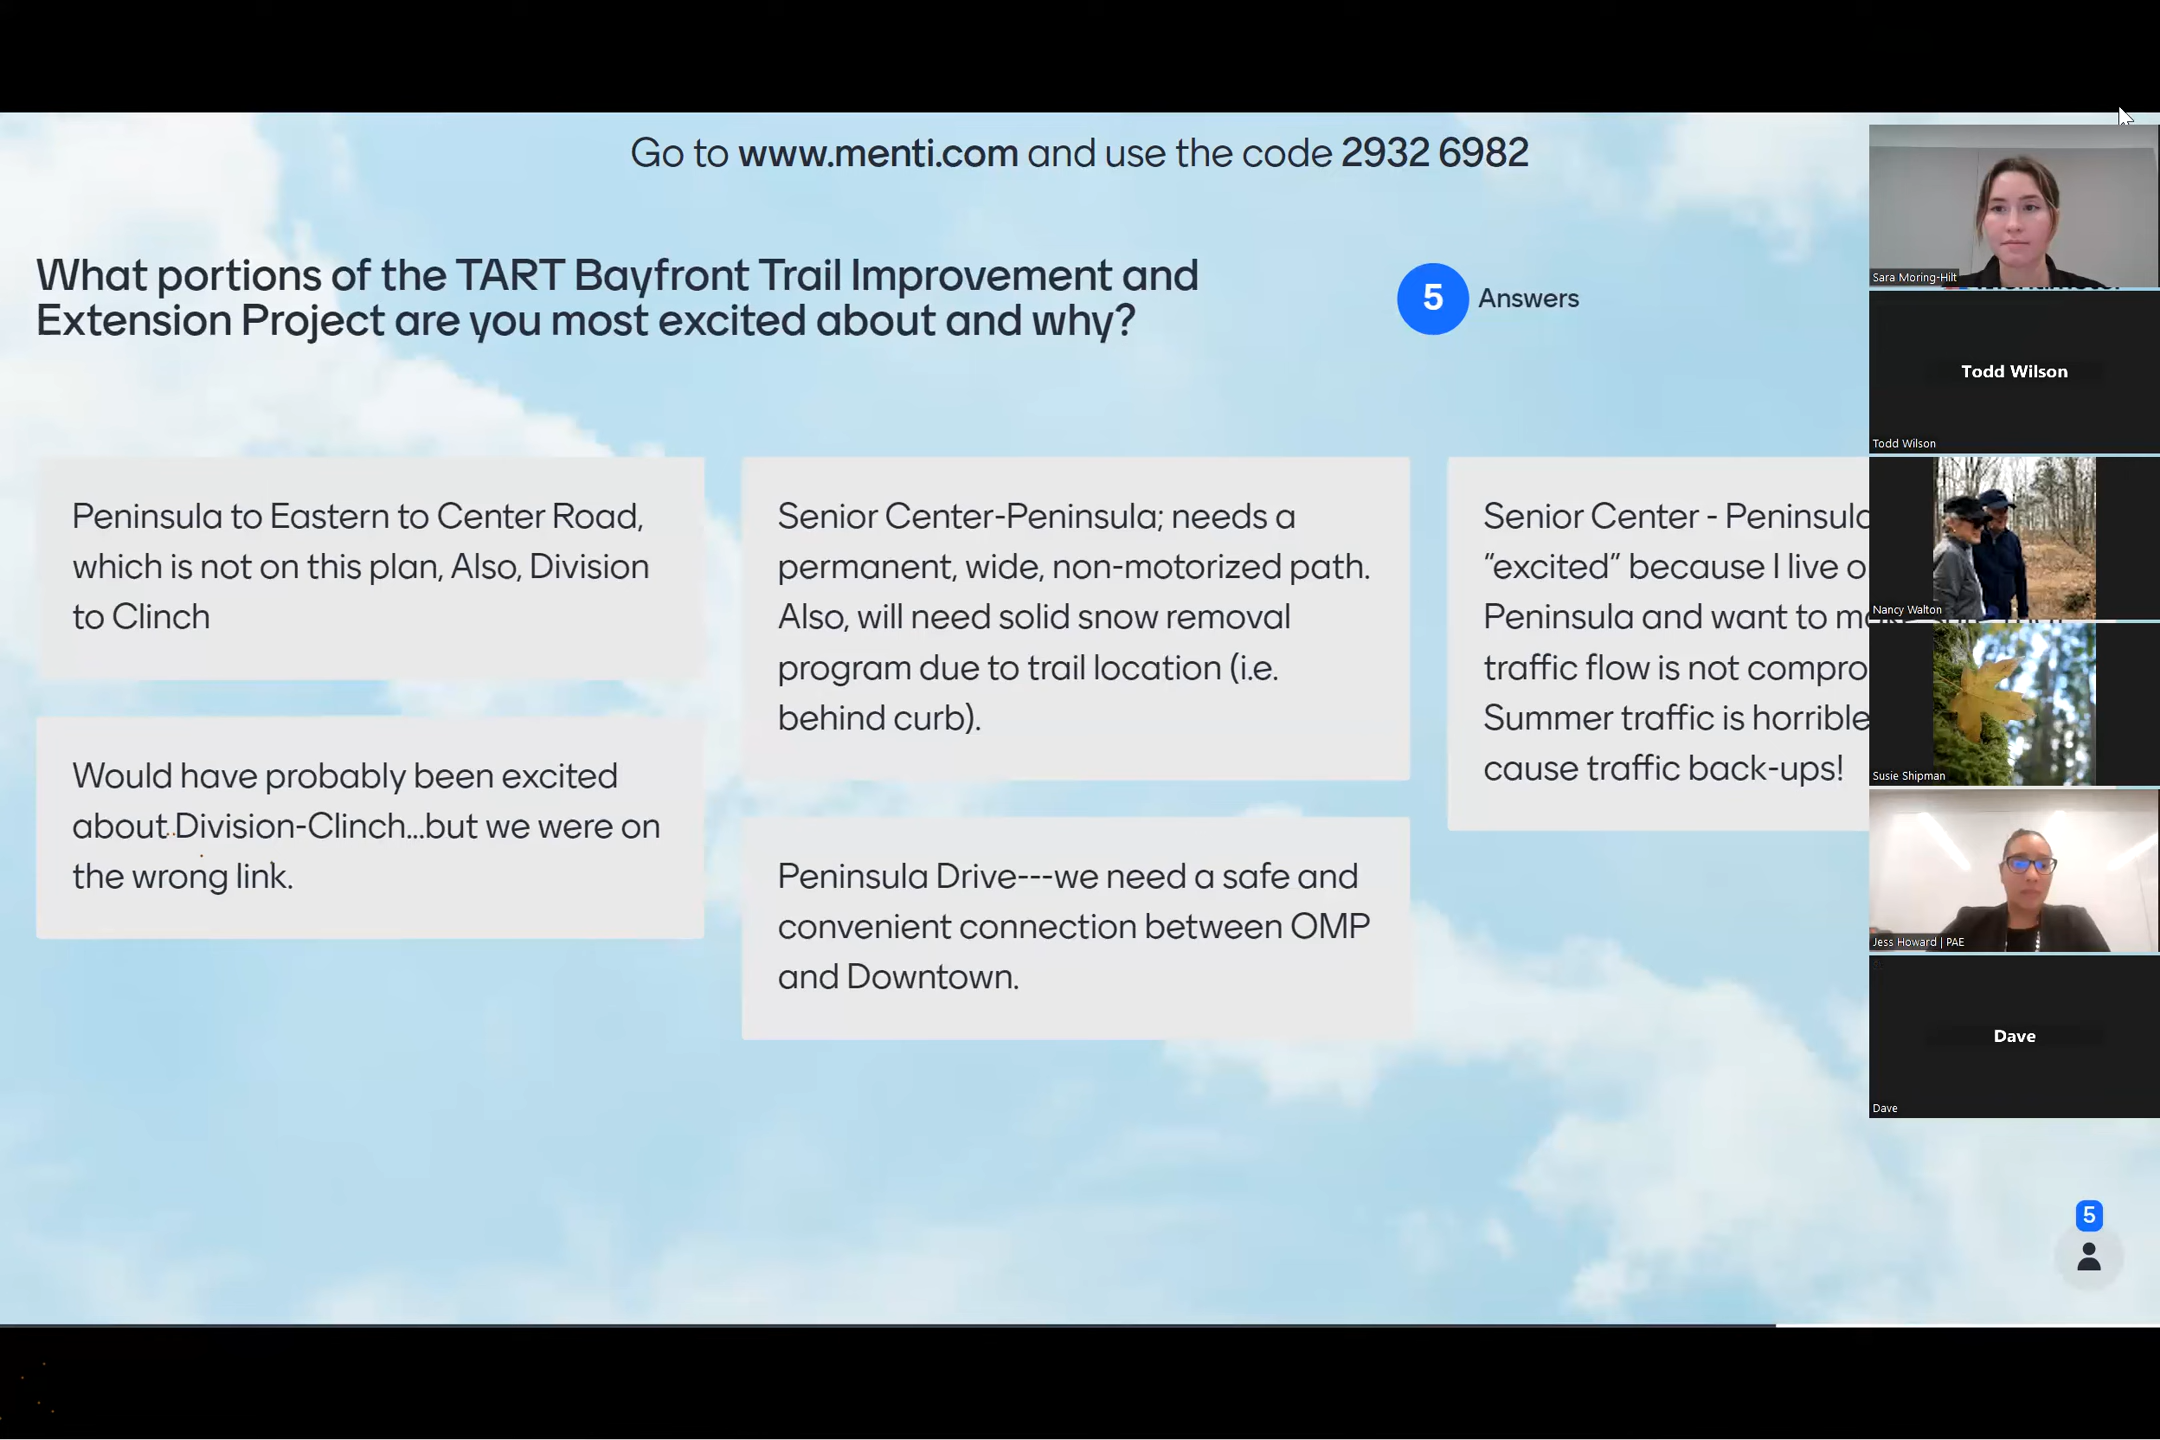 Go to www.menti.com and use the code 2932 6982
What portions of the TART Bayfront Trail Improvement and
Extension Project are you most excited about and why?
5 Answers
Peninsula to Eastern to Center Road,
which is not on this plan, Also, Division
to Clinch
Would have probably been excited
about Division-Clinch...but we were on
the wrong link.
Senior Center-Peninsula; needs a
permanent, wide, non-motorized path.
Also, will need solid snow removal
program due to trail location (i.e.
behind curb).
Peninsula Drive---we need a safe and
convenient connection between OMP
and Downtown.
Senior Center -
"excited" because I live
Peninsula and want to
traffic flow is not
Summer traffic is horrible
cause traffic back-ups!
Sara Moring-Hilt
Todd Wilson
Todd Wilson
Nancy Walton
Susie Shipman
Jess Howard | PAE
Dave
Dave
5